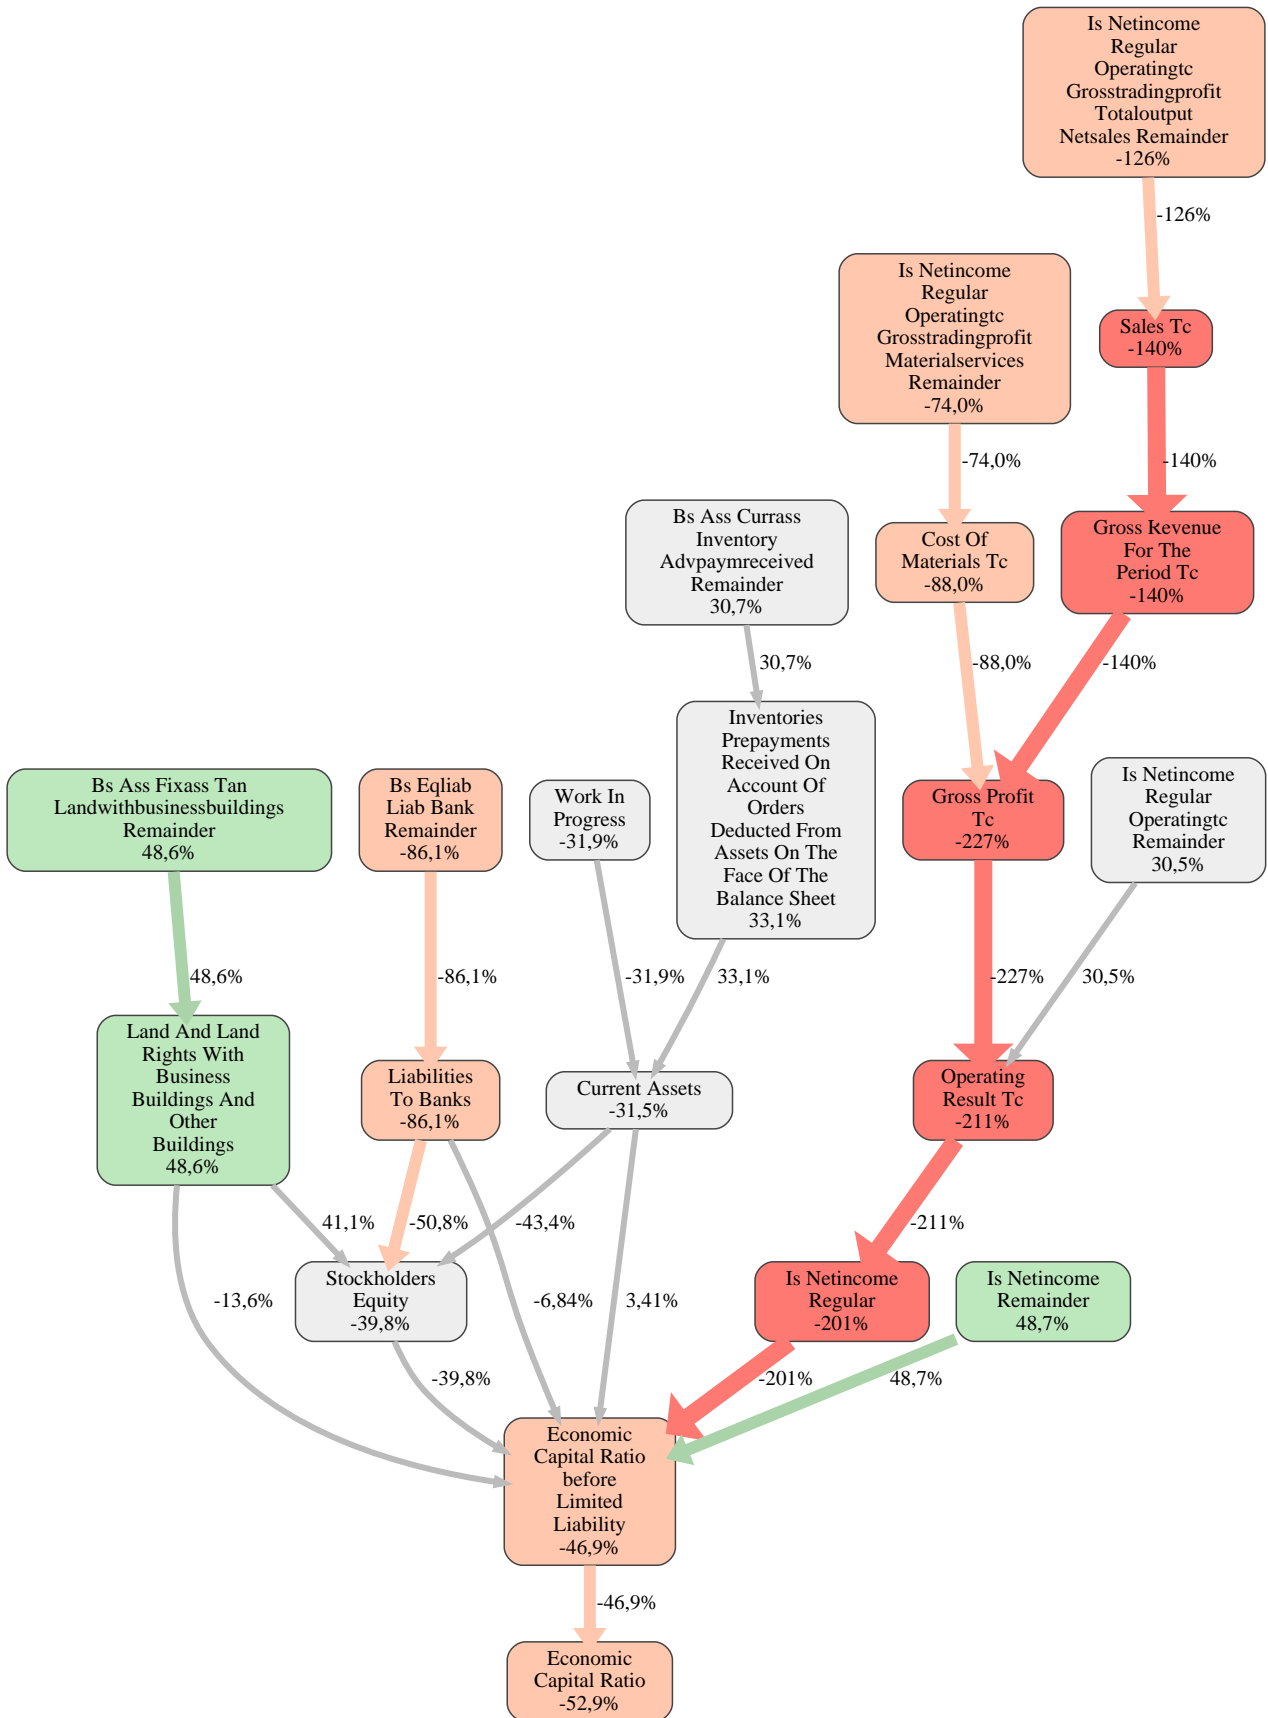 Is Netincome
Regular
Operatingtc
Grosstradingprofit
Totaloutput
Netsales Remainder
-126%
-126%
Is Netincome
Regular
Operatingtc
Grosstradingprofit
Materialservices
Remainder
-74,0%
Sales Tc
-140%
-74,0%
-140%
Bs Ass Currass
Inventory
Advpaymreceived
Remainder
30,7%
Cost Of
Materials Tc
-88,0%
Gross Revenue
For The
Period Tc
-140%
30,7%
-88,0%
-140%
Inventories
Prepayments
Received On
Account Of
Orders
Deducted From
Assets On The
Face Of The
Balance Sheet
33,1%
Bs Ass Fixass Tan
Landwithbusinessbuildings
Remainder
48,6%
Bs Eqliab
Liab Bank
Remainder
-86,1%
Work In
Progress
-31,9%
Gross Profit
Tc
-227%
Is Netincome
Regular
Operatingtc
Remainder
30,5%
48,6%
-86,1%
-31,9%
33,1%
-227%
30,5%
Land And Land
Rights With
Business
Buildings And
Other
Buildings
48,6%
Liabilities
To Banks
-86,1%
Current Assets
-31,5%
Operating
Result Tc
-211%
41,1%
-50,8%
-43,4%
-211%
Stockholders
Equity
-39,8%
Is Netincome
Regular
-201%
Is Netincome
Remainder
48,7%
-13,6%
-6,84%
3,41%
-39,8%
-201%
48,7%
Economic
Capital Ratio
before
Limited
Liability
-46,9%
-46,9%
Economic
Capital Ratio
-52,9%